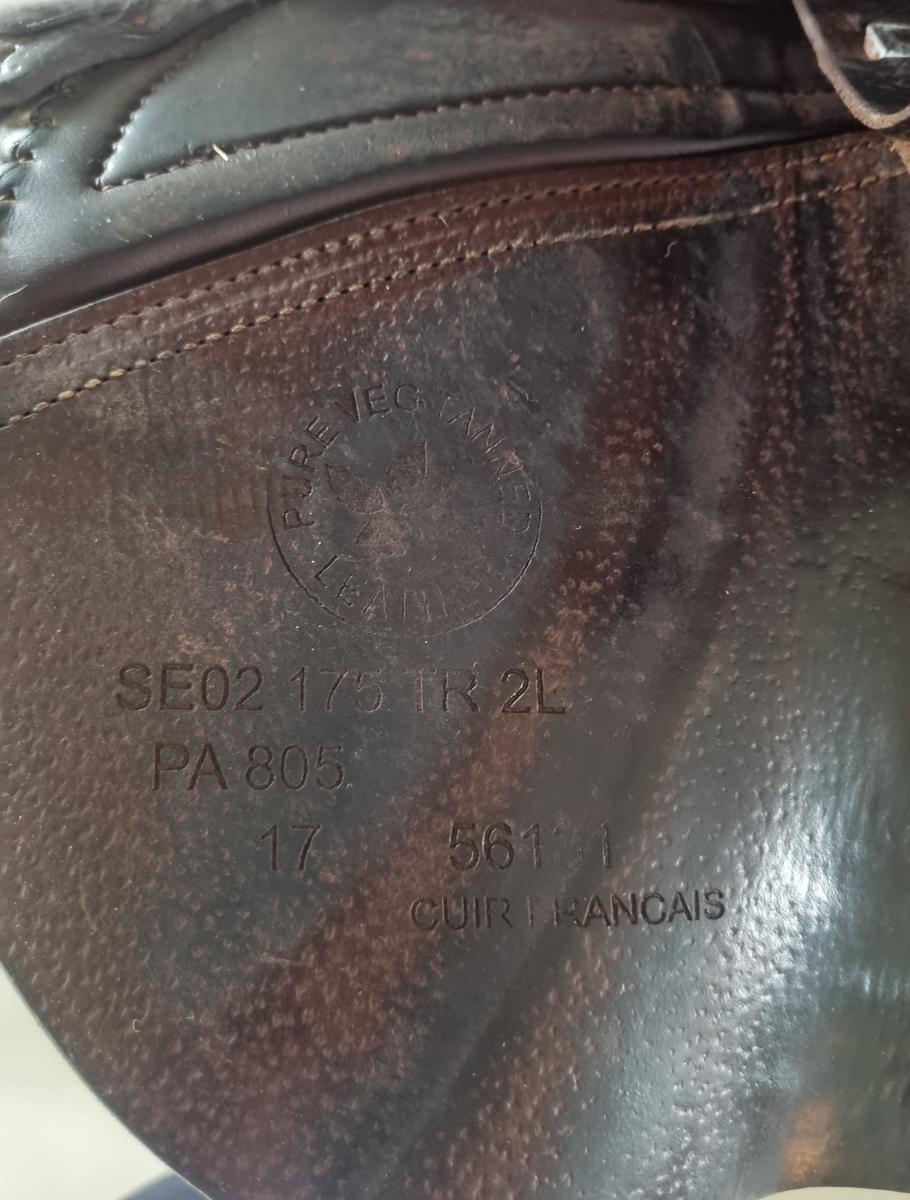 PURE VEG TANNED
LEATHER
SE02 175 TR 2L
PA 805
17
CUIR FRANCAIS